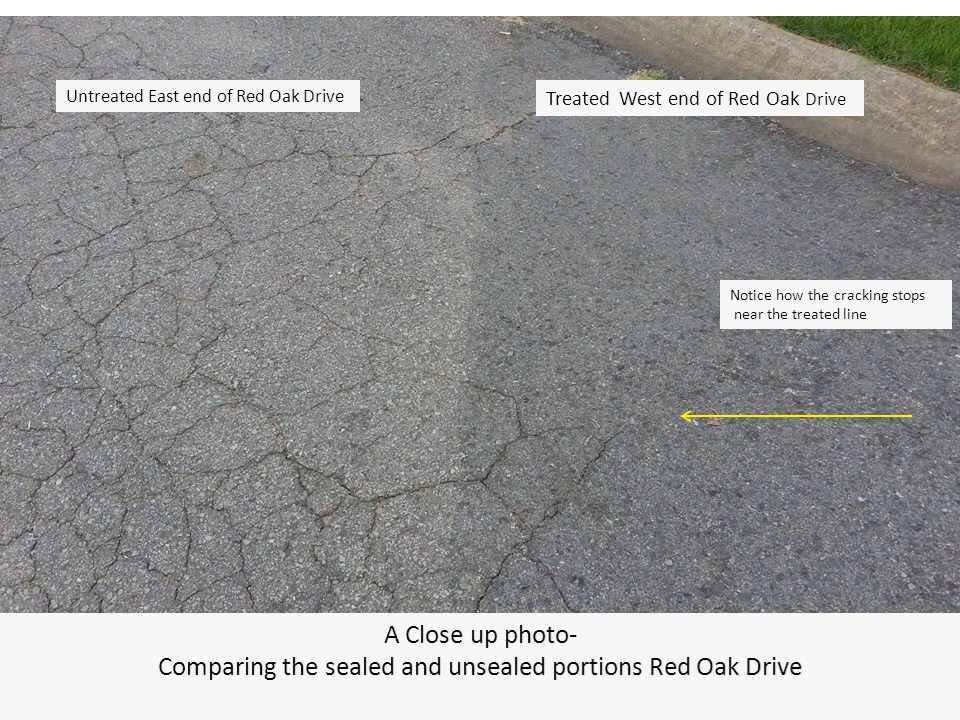 Untreated East end of Red Oak Drive
Treated West end of Red Oak Drive
Notice how the cracking stops
near the treated line
A Close up photo-
Comparing the sealed and unsealed portions Red Oak Drive